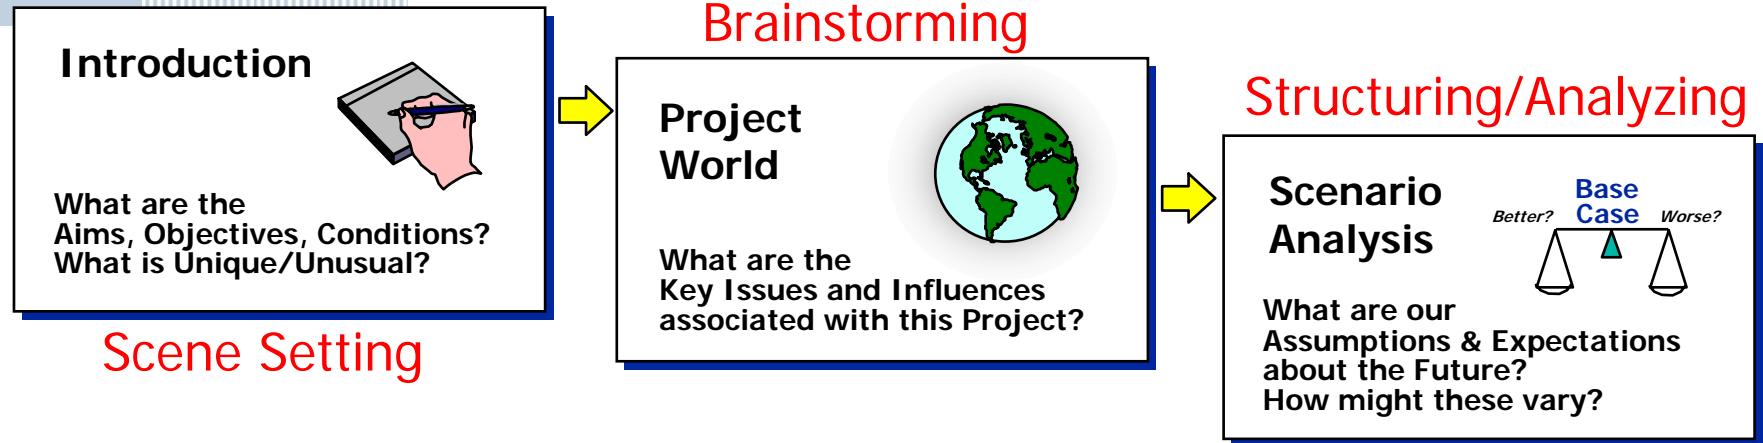 Introduction
What are the
Aims, Objectives, Conditions?
What is Unique/Unusual?
Scene Setting
Brainstorming
Project
World
What are the
Key Issues and Influences
associated with this Project?
Structuring/Analyzing
Scenario
Analysis
Base
Better? Case Worse?
What are our
Assumptions & Expectations
about the Future?
How might these vary?